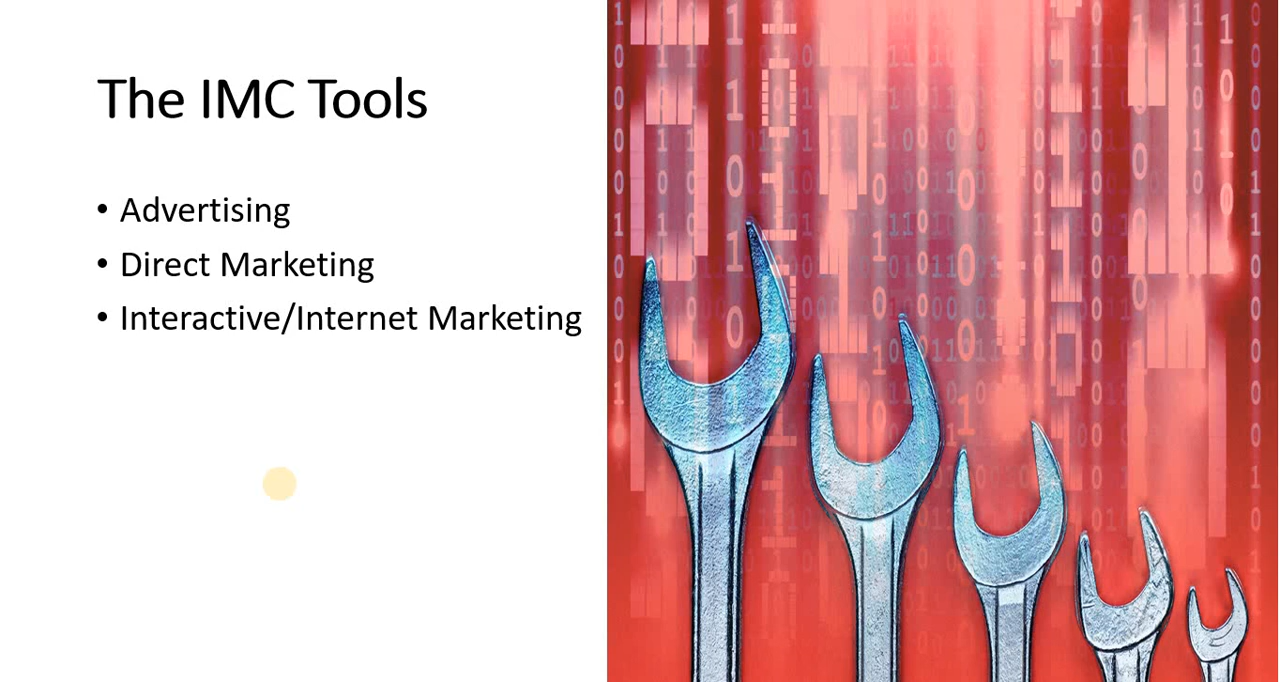 The IMC Tools
• Advertising
• Direct Marketing
• Interactive/Internet Marketing